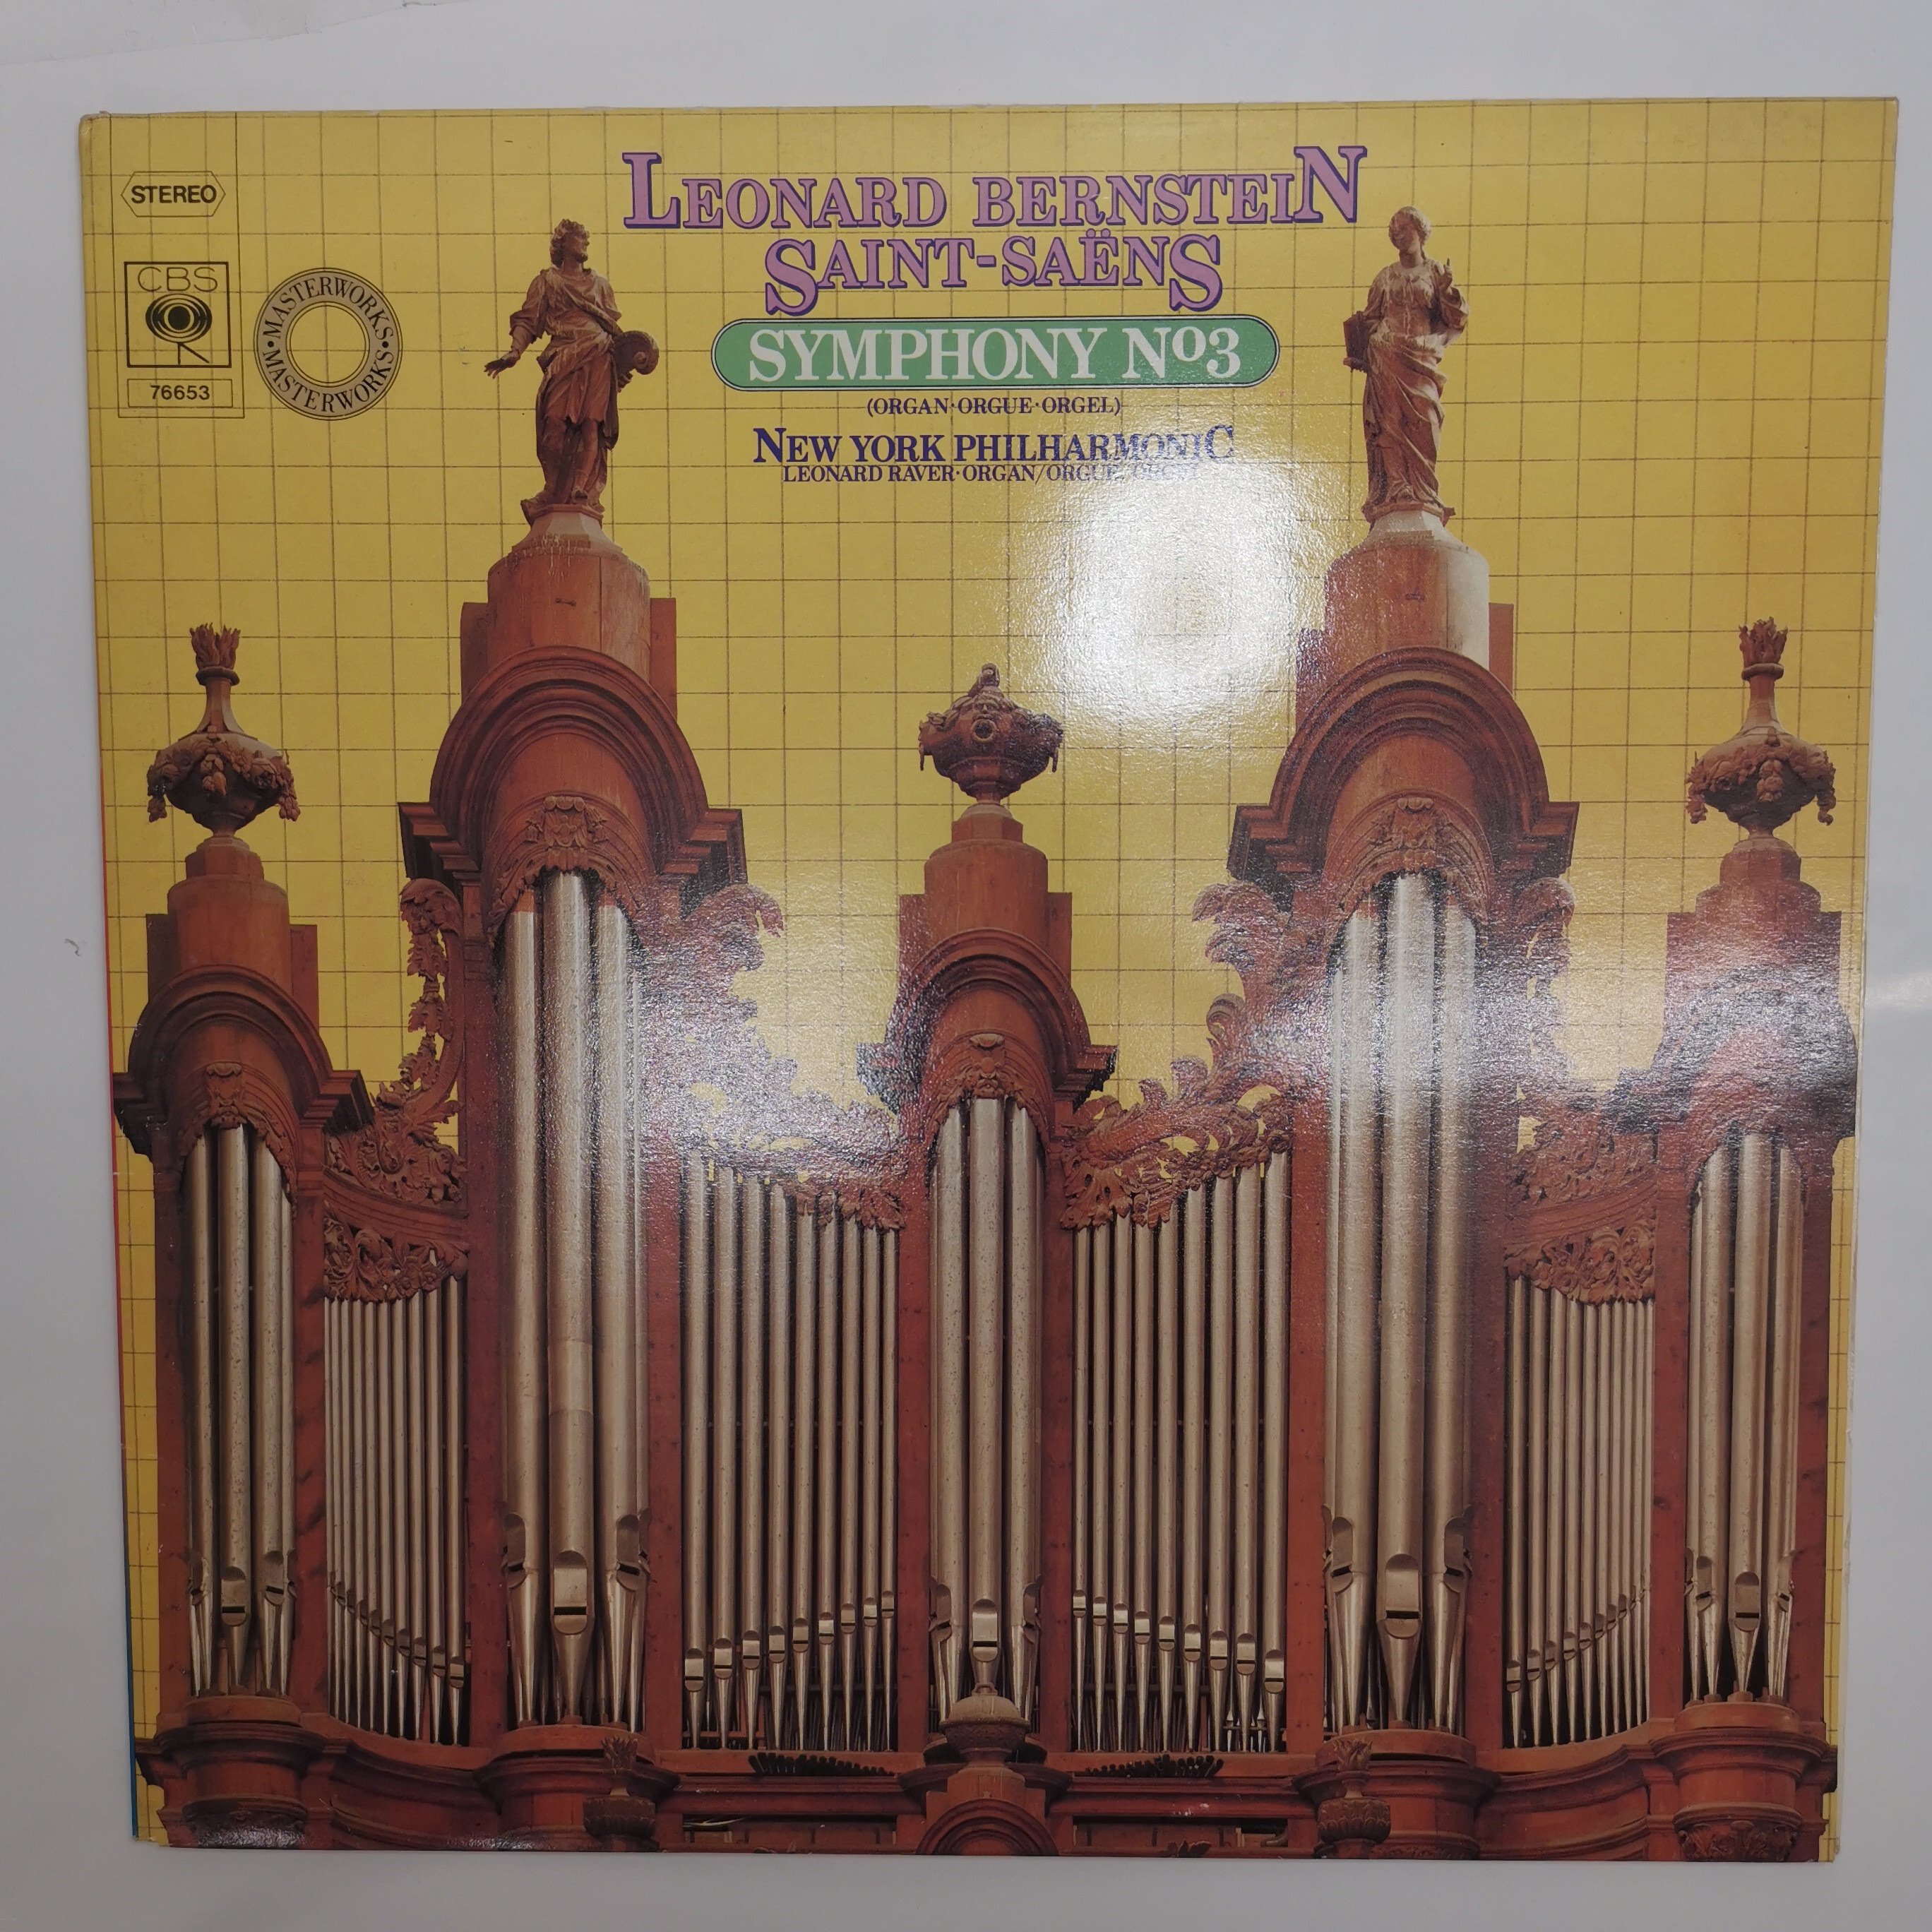 STEREO
CBS
76653
MASTERWORKS • MASTERWORKS •
LEONARD BERNSTEIN
SAINT-SAËNS
SYMPHONY Nº3
(ORGAN·ORGUE·ORGEL)
NEW YORK PHILHARMONIC
LEONARD RAVER·ORGAN/ORGUE/